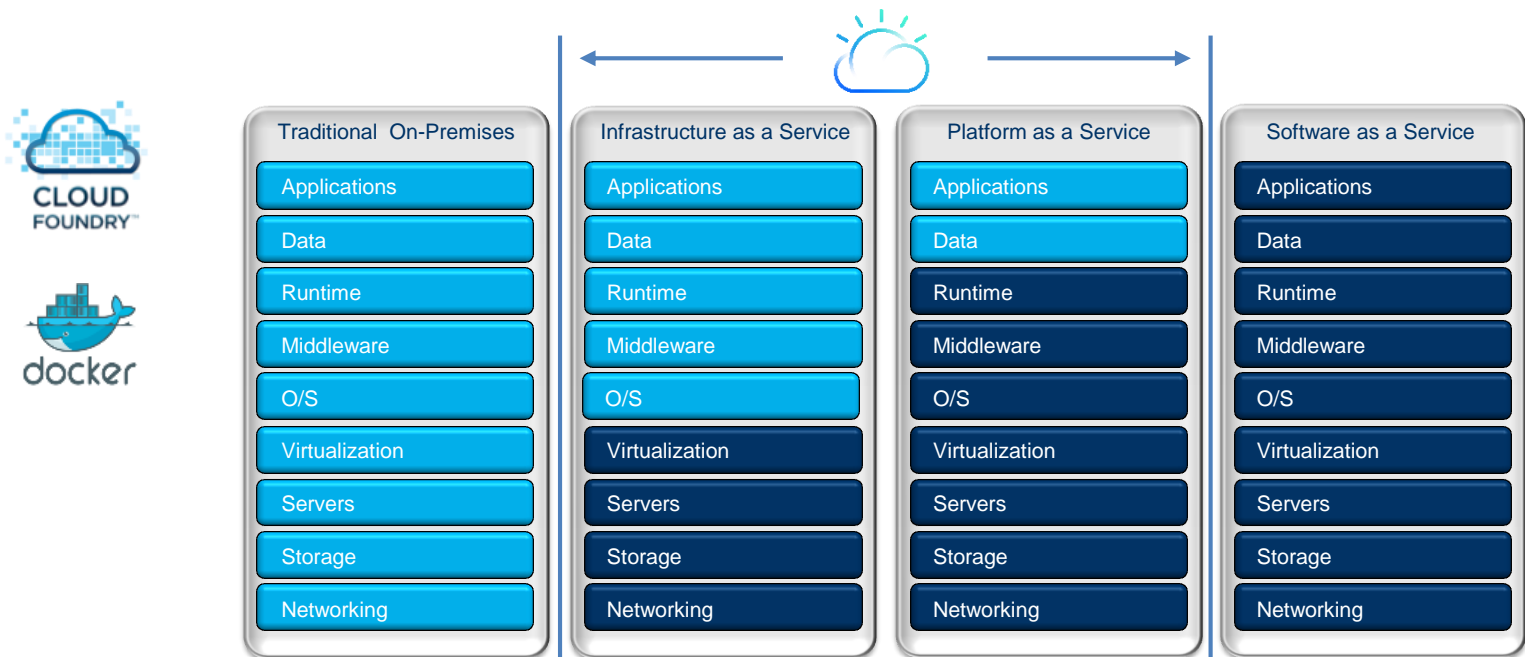 CLOUD
FOUNDRY™
docker
Traditional On-Premises
Applications
Data
Runtime
Middleware
O/S
Virtualization
Servers
Storage
Networking
Infrastructure as a Service
Applications
Data
Runtime
Middleware
O/S
Virtualization
Servers
Storage
Networking
Platform as a Service
Applications
Data
Runtime
Middleware
O/S
Virtualization
Servers
Storage
Networking
Software as a Service
Applications
Data
Runtime
Middleware
O/S
Virtualization
Servers
Storage
Networking